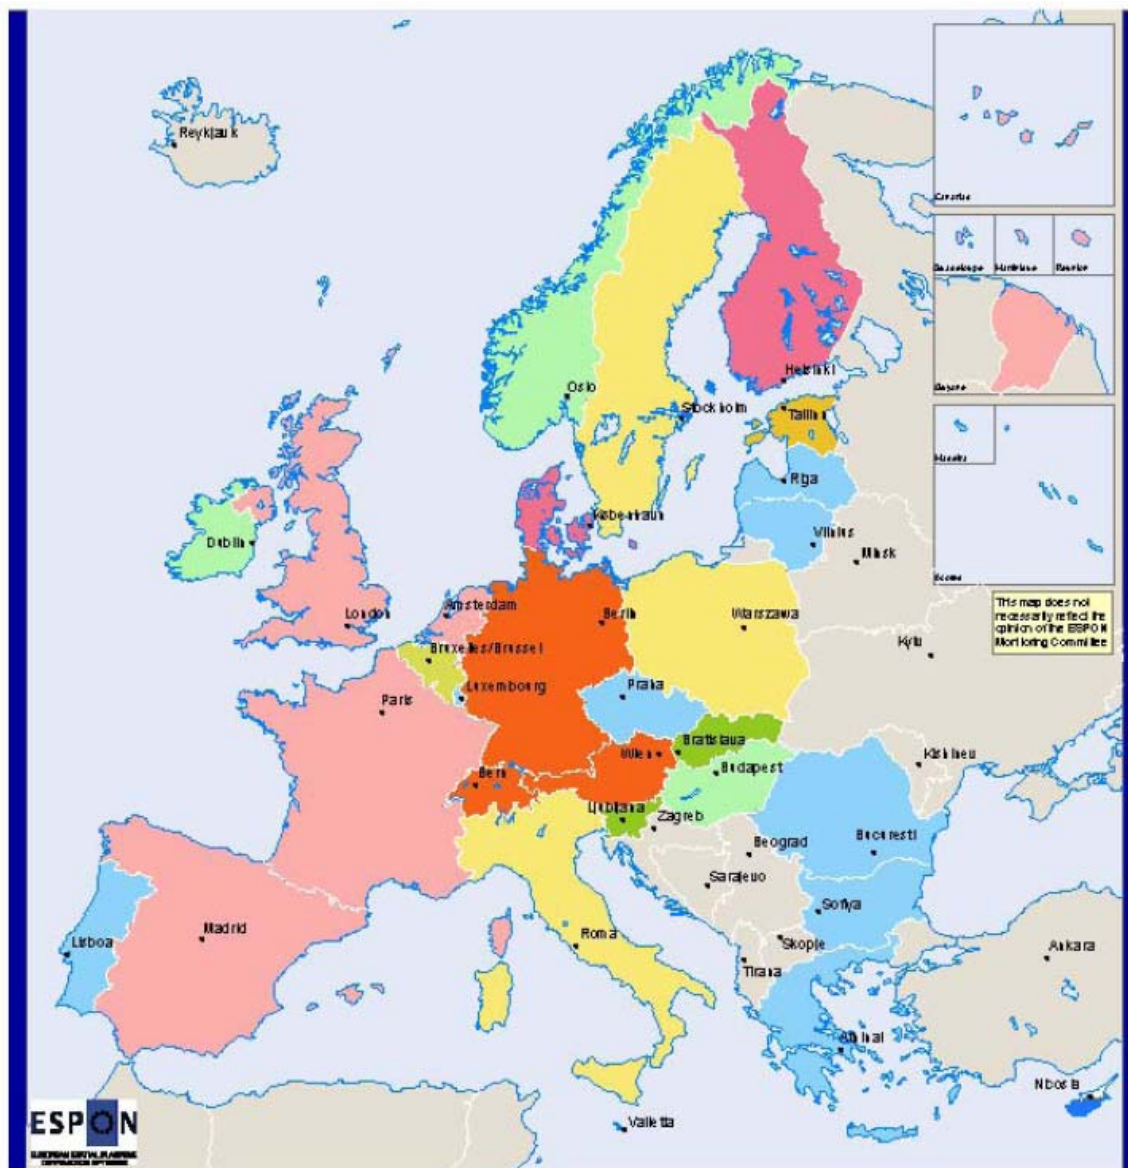 Reykjavik
Canarias
Guadeloupe
Martinique
Reunion
Guyane
Helsinki
Oslo
Stockholm
Tallinn
Madeira
Riga
København
Vilnius
Dublin
Minsk
Acores
London
Amsterdam
Berlin
Warszawa
This map does not
necessarily reflect the
opinion of the ESPON
Monitoring Committee
Bruxelles/Brussel
Kyiv
Luxembourg
Praha
Paris
Bratislava
Wien
Kishinev
Bern
Budapest
Ljubljana
Zagreb
Bucuresti
Beograd
Sarajevo
Sofiya
Madrid
Roma
Lisboa
Skopje
Ankara
Tirana
Athinai
Nicosia
Valletta
ESPON